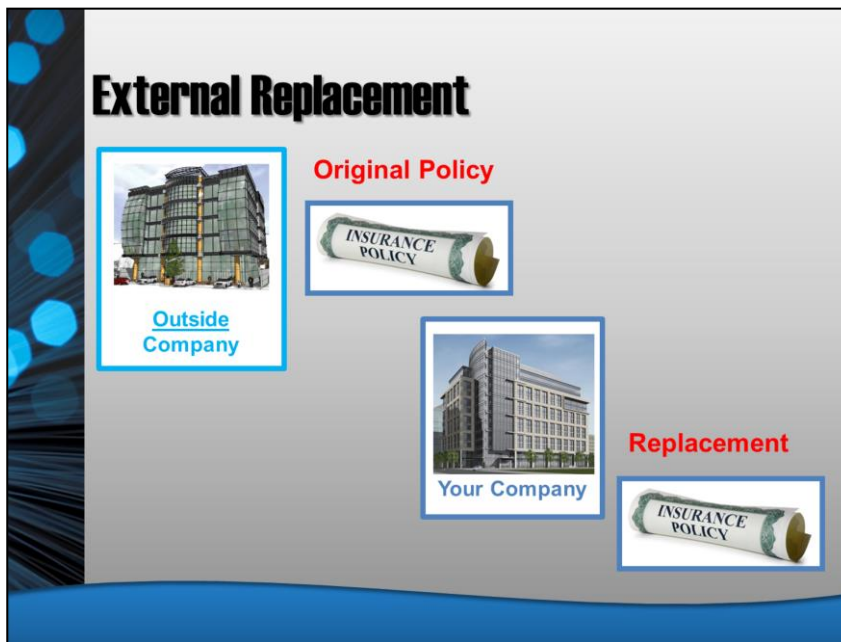 External Replacement
Original Policy
INSURANCE
POLICY
Outside
Company
Your Company
Replacement
INSURANCE
POLICY